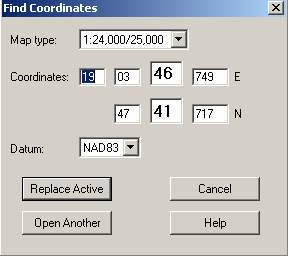 Find Coordinates
Map type: 1:24,000/25,000
Coordinates: 19 03 46 749 E
47 41 717 N
Datum: NAD83
Replace Active Cancel
Open Another Help